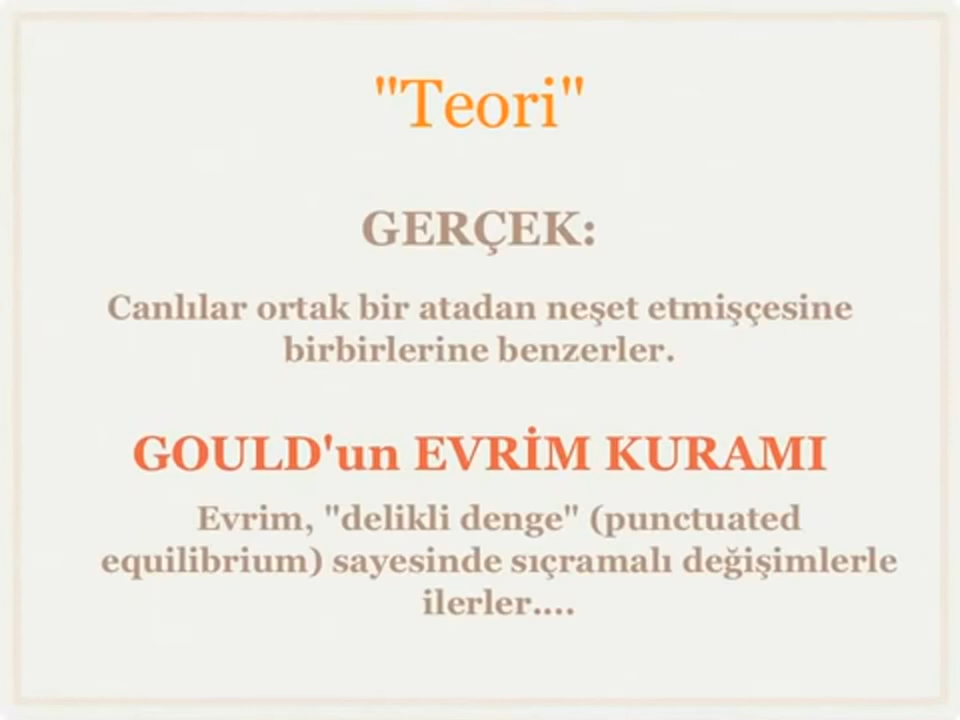 "Teori"
GERÇEK:
Canlılar ortak bir atadan neşet etmişçesine
birbirlerine benzerler.
GOULD'un EVRİM KURAMI
Evrim, "delikli denge" (punctuated
equilibrium) sayesinde sıçramalı değişimlerle
ilerler....